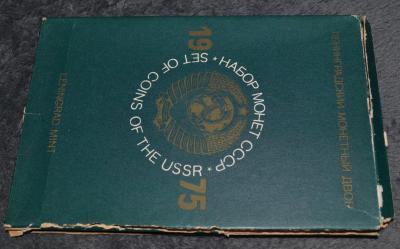 ЛЕНИНГРАДСКИЙ МОНЕТНЫЙ ДВОР
19 75
НАБОР МОНЕТ СССР •
SET OF COINS OF THE USSR •
LENINGRAD MINT